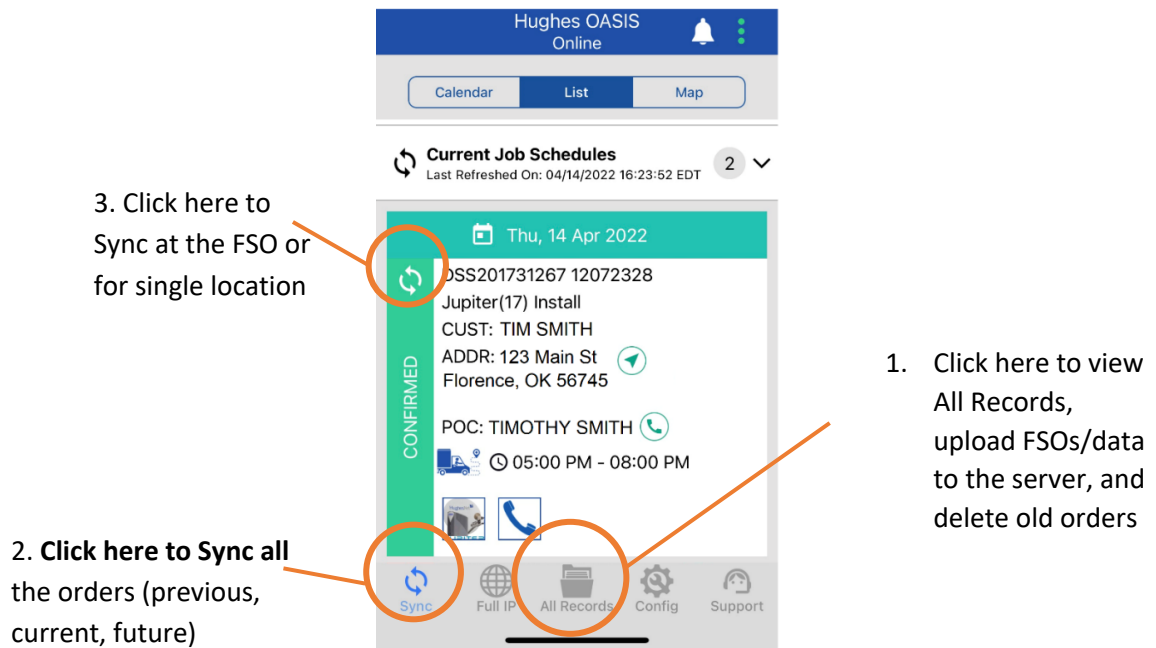 Hughes OASIS
Online
Calendar
List
Map
Current Job Schedules
Last Refreshed On: 04/14/2022 16:23:52 EDT
2
3. Click here to
Sync at the FSO or
for single location
Thu, 14 Apr 2022
CONFIRMED
DSS201731267 12072328
Jupiter(17) Install
CUST: TIM SMITH
ADDR: 123 Main St
Florence, OK 56745
POC: TIMOTHY SMITH
05:00 PM - 08:00 PM
1. Click here to view
All Records,
upload FSOs/data
to the server, and
delete old orders
2. Click here to Sync all
the orders (previous,
current, future)
Sync
Full IP
All Records
Config
Support